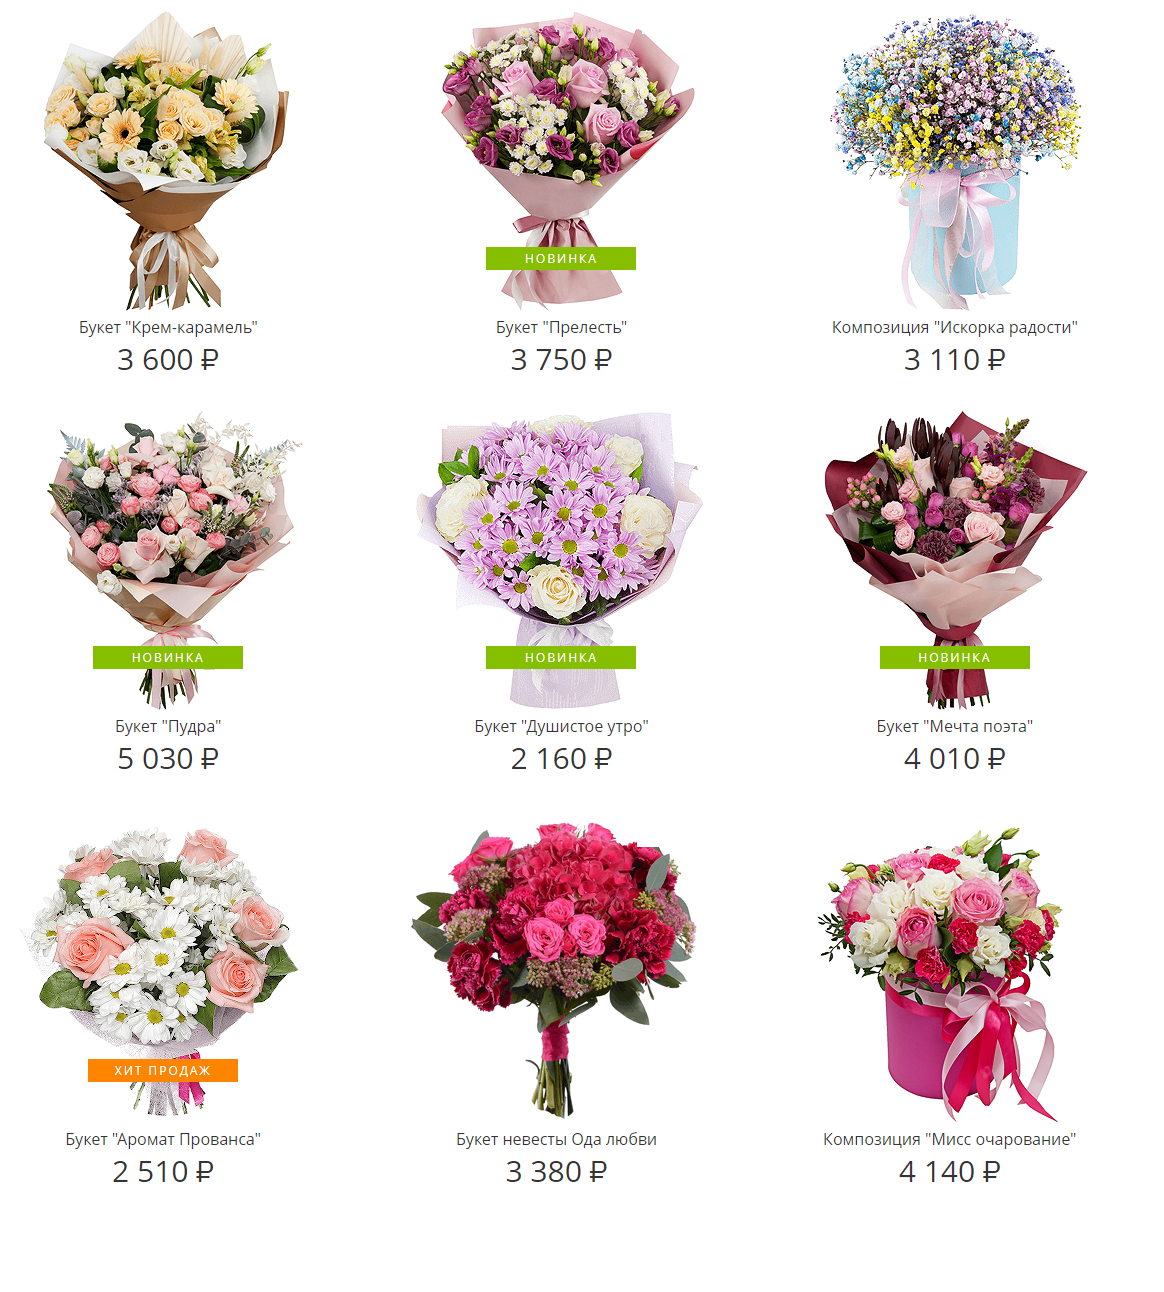 НОВИНКА
Букет "Крем-карамель"
Букет "Прелесть"
Композиция "Искорка радости"
3 600 ₽
3 750 ₽
3 110 ₽
НОВИНКА
НОВИНКА
НОВИНКА
Букет "Пудра"
Букет "Душистое утро"
Букет "Мечта поэта"
5 030 ₽
2 160 ₽
4 010 ₽
ХИТ ПРОДАЖ
Букет "Аромат Прованса"
Букет невесты Ода любви
Композиция "Мисс очарование"
2 510 ₽
3 380 ₽
4 140 ₽